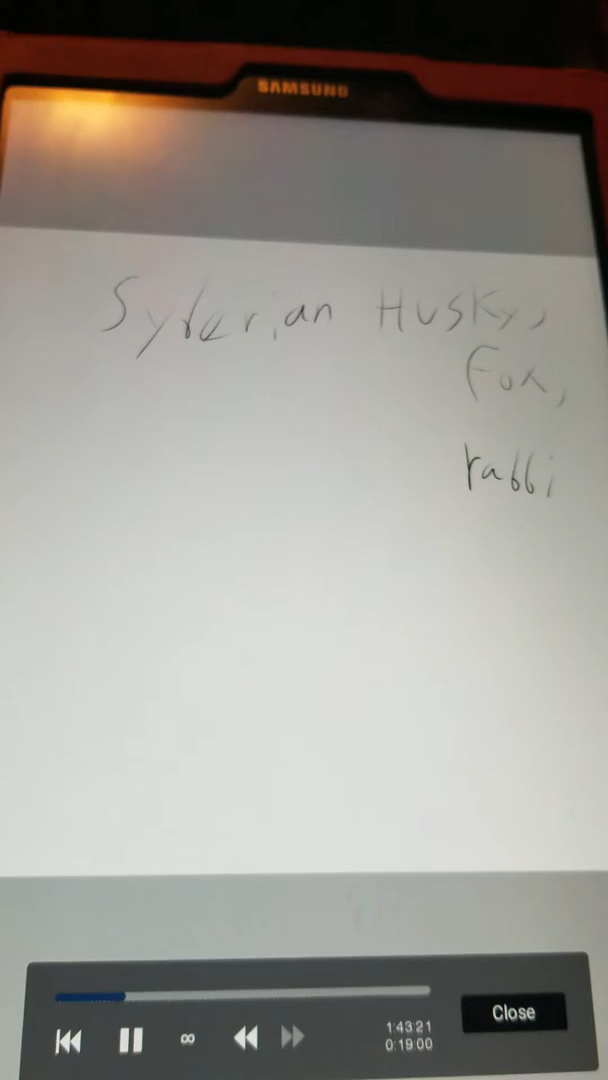 SAMSUNG
Syberian Husky,
Fox,
rabbi
1:43:21
0:19:00
Close